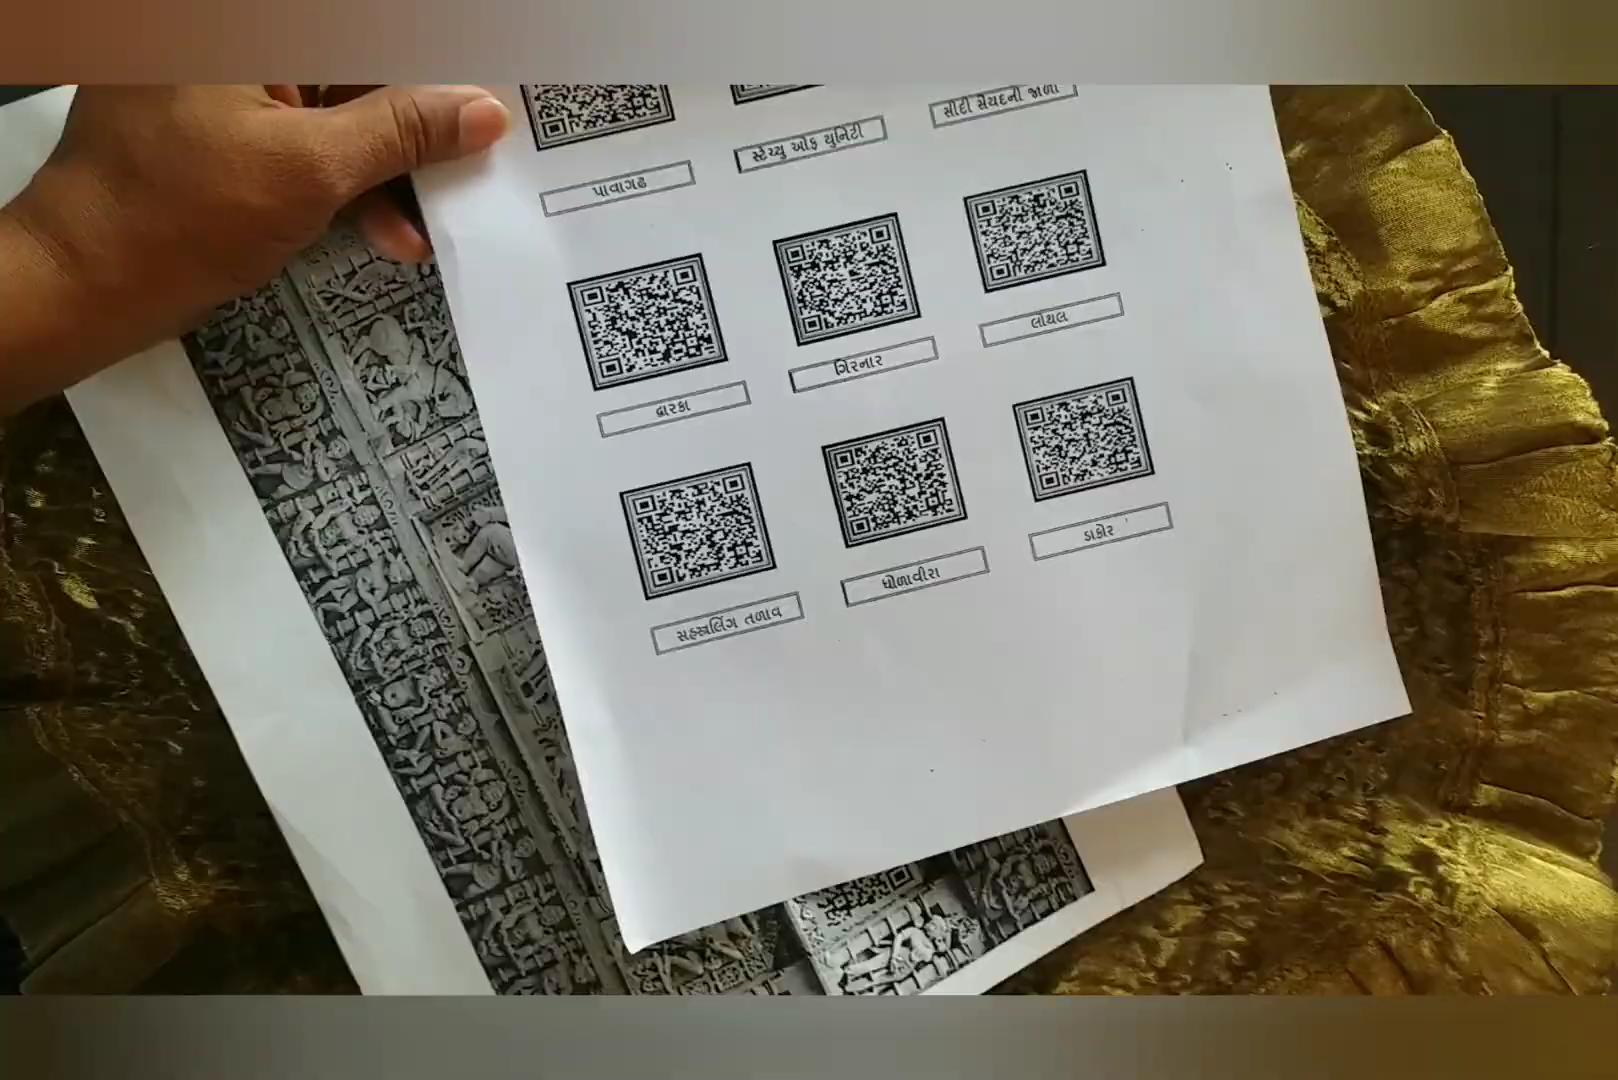 પાવાગઢ
સ્ટેચ્યુ ઓફ યુનિટી
સીદી સૈયદની જાળી
દ્વારકા
ગિરનાર
લોથલ
સહસ્ત્રલિંગ તળાવ
ધોળાવીરા
ડાકોર